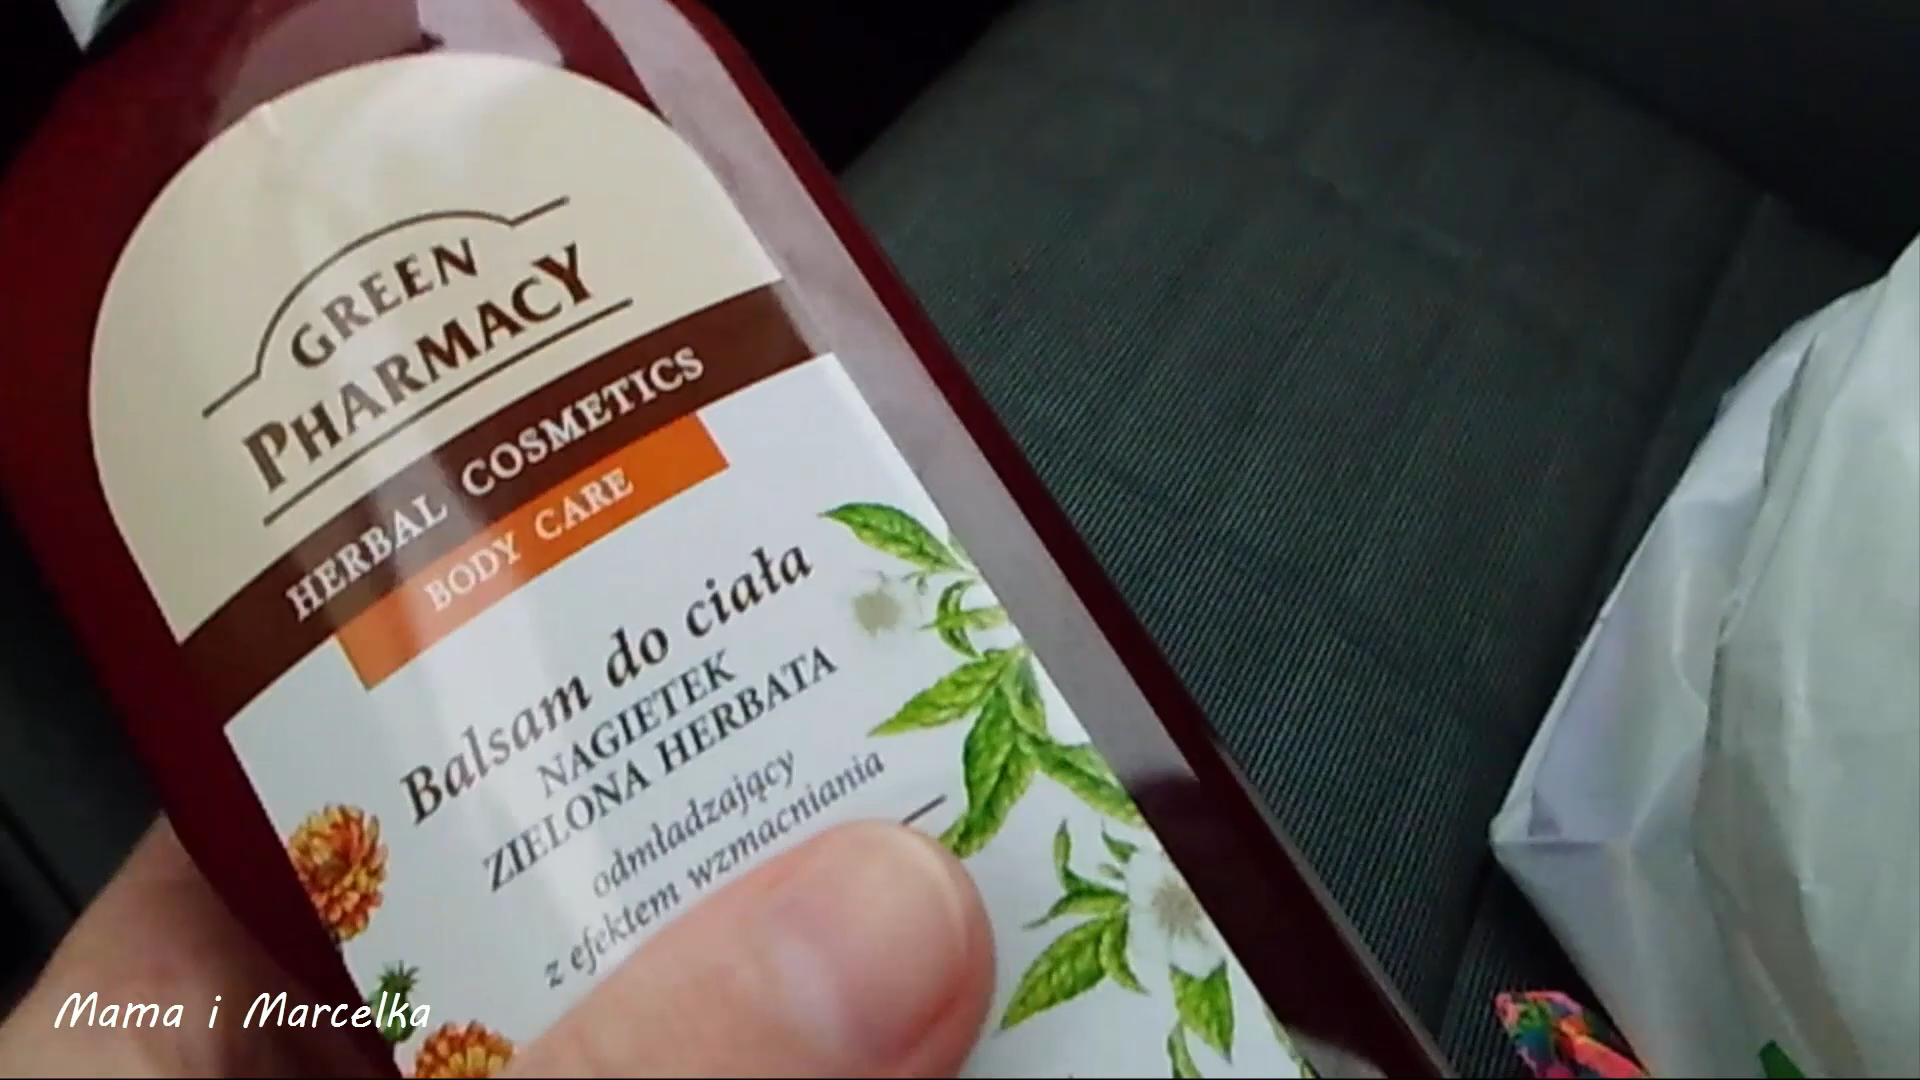 GREEN
PHARMACY
HERBAL COSMETICS
BODY CARE
Balsam do ciała
NAGIETEK
ZIELONA HERBATA
odmładzający
z efektem wzmacniania
Mama i Marcelka